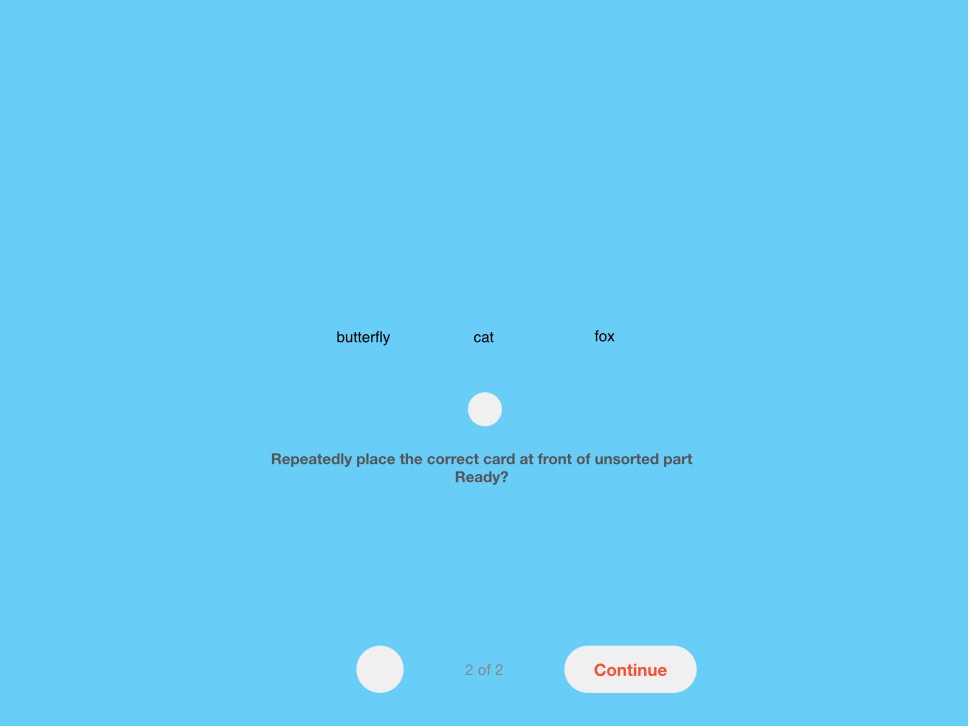 butterfly cat fox
Repeatedly place the correct card at front of unsorted part
Ready?
2 of 2
Continue